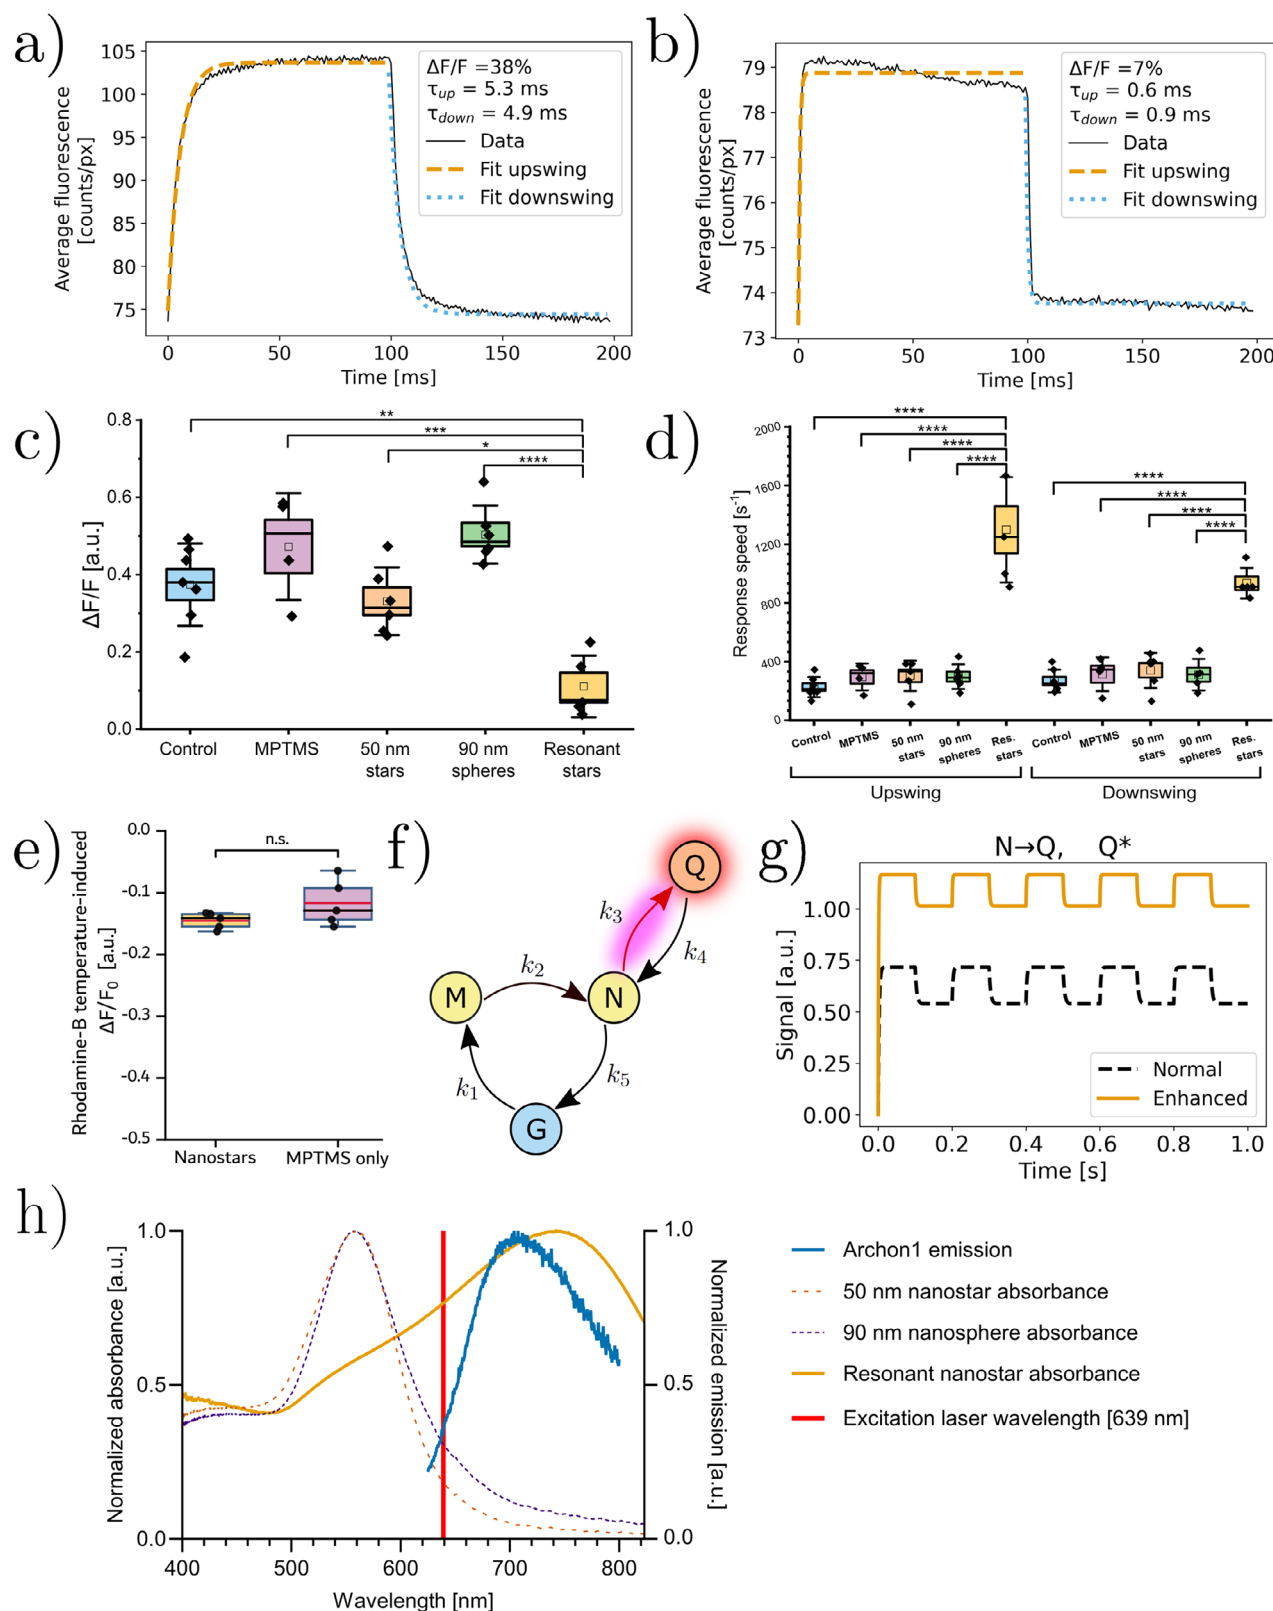 a)
105
100
95
90
85
80
75
0
50
100
150
200
Average fluorescence
[counts/px]
Time [ms]
ΔF/F =38%
τup = 5.3 ms
τdown = 4.9 ms
Data
Fit upswing
Fit downswing
b)
79
78
77
76
75
74
73
0
50
100
150
200
Average fluorescence
[counts/px]
Time [ms]
ΔF/F =7%
τup = 0.6 ms
τdown = 0.9 ms
Data
Fit upswing
Fit downswing
c)
0.8
0.6
0.4
0.2
0.0
ΔF/F [a.u.]
**
***
*
****
Control
MPTMS
50 nm
stars
90 nm
spheres
Resonant
stars
d)
2000
1600
1200
800
400
0
Response speed [s⁻¹]
****
****
****
****
****
****
****
****
Control
MPTMS
50 nm
stars
90 nm
spheres
Res.
stars
Control
MPTMS
50 nm
stars
90 nm
spheres
Res.
stars
Upswing
Downswing
e)
0.0
-0.1
-0.2
-0.3
-0.4
-0.5
Rhodamine-B temperature-induced
ΔF/F0 [a.u.]
n.s.
Nanostars
MPTMS only
f)
Q
k3
k4
k2
M
N
k1
k5
G
g)
N→Q, Q*
1.00
0.75
0.50
0.25
0.00
Signal [a.u.]
Normal
Enhanced
0.0
0.2
0.4
0.6
0.8
1.0
Time [s]
h)
1.0
0.5
0.0
Normalized absorbance [a.u.]
1.0
0.5
0.0
Normalized emission [a.u.]
400
500
600
700
800
Wavelength [nm]
Archon1 emission
50 nm nanostar absorbance
90 nm nanosphere absorbance
Resonant nanostar absorbance
Excitation laser wavelength [639 nm]